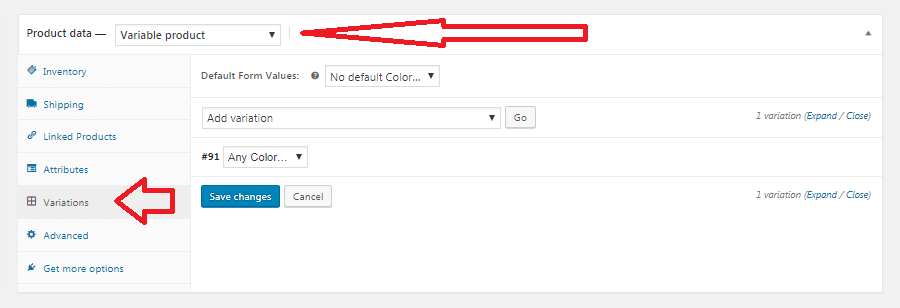 Product data — Variable product
Inventory
Shipping
Linked Products
Attributes
Variations
Advanced
Get more options
Default Form Values: ? No default Color...
Add variation Go 1 variation (Expand / Close)
#91 Any Color...
Save changes Cancel 1 variation (Expand / Close)